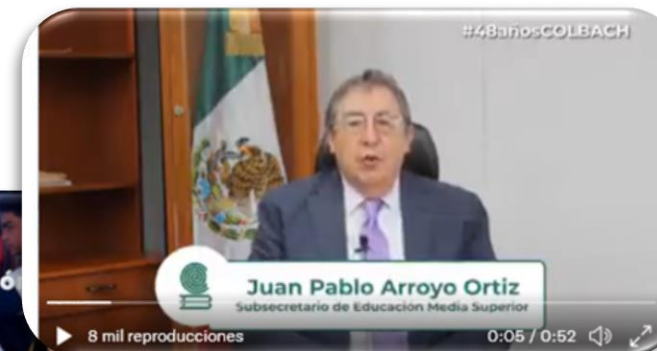 #48añosCOLBACH
Juan Pablo Arroyo Ortiz
Subsecretario de Educación Media Superior
8 mil reproducciones
0:05 / 0:52